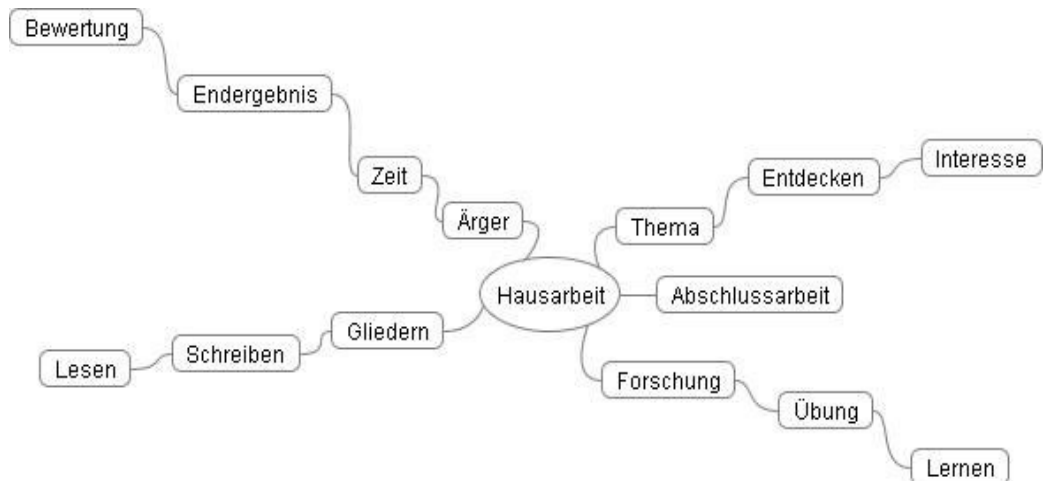 Bewertung
Endergebnis
Interesse
Entdecken
Zeit
Ärger
Thema
Hausarbeit
Abschlussarbeit
Gliedern
Schreiben
Lesen
Forschung
Übung
Lernen